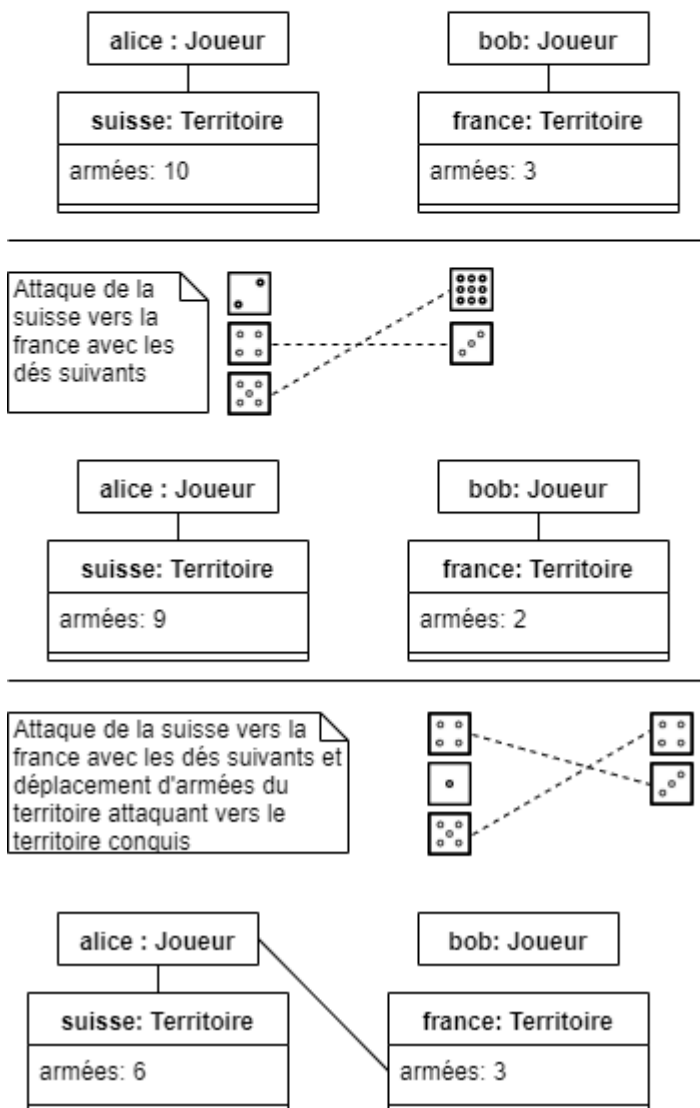 alice : Joueur
bob: Joueur
suisse: Territoire
france: Territoire
armées: 10
armées: 3
Attaque de la
suisse vers la
france avec les
dés suivants
alice : Joueur
bob: Joueur
suisse: Territoire
france: Territoire
armées: 9
armées: 2
Attaque de la suisse vers la
france avec les dés suivants et
déplacement d'armées du
territoire attaquant vers le
territoire conquis
alice : Joueur
bob: Joueur
suisse: Territoire
france: Territoire
armées: 6
armées: 3